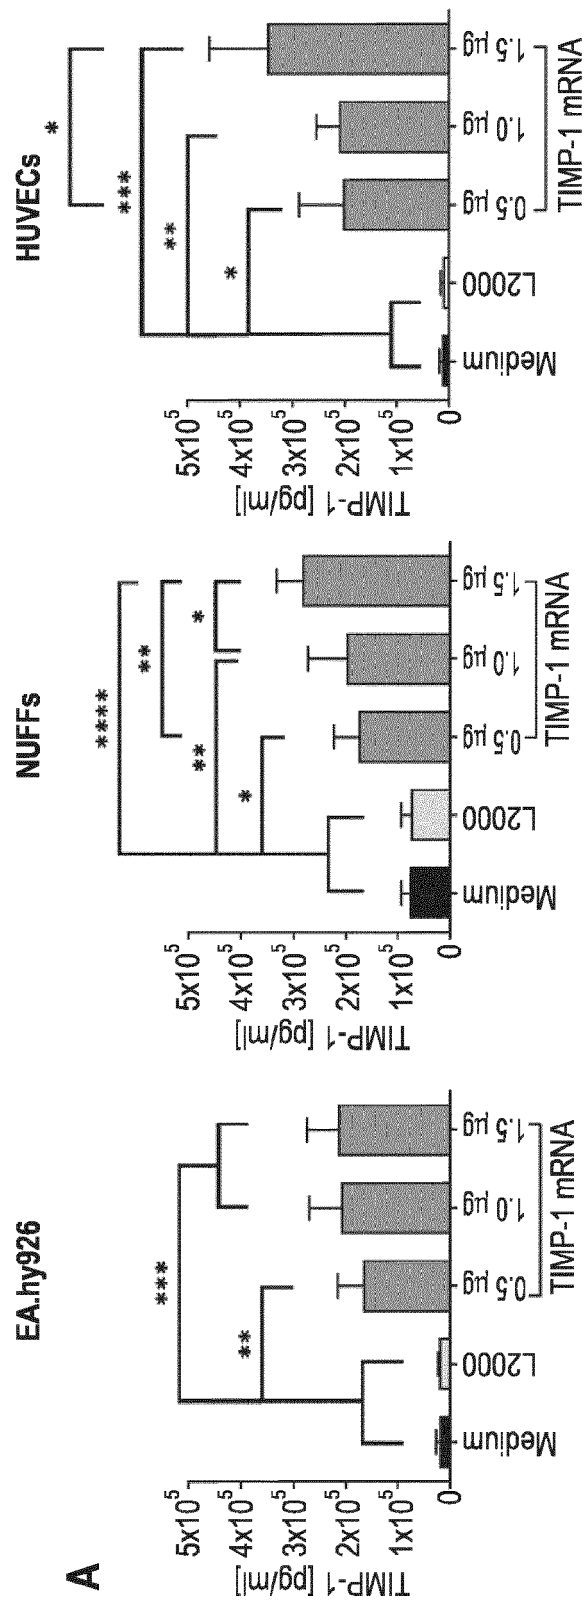 A
EA.hy926
TIMP-1 [pg/ml]
5x10⁵
4x10⁵
3x10⁵
2x10⁵
1x10⁵
0
***
**
Medium
L2000
0.5 µg
1.0 µg
1.5 µg
TIMP-1 mRNA
NUFFs
TIMP-1 [pg/ml]
5x10⁵
4x10⁵
3x10⁵
2x10⁵
1x10⁵
0
****
**
*
**
*
Medium
L2000
0.5 µg
1.0 µg
1.5 µg
TIMP-1 mRNA
HUVECs
TIMP-1 [pg/ml]
5x10⁵
4x10⁵
3x10⁵
2x10⁵
1x10⁵
0
*
***
**
*
Medium
L2000
0.5 µg
1.0 µg
1.5 µg
TIMP-1 mRNA